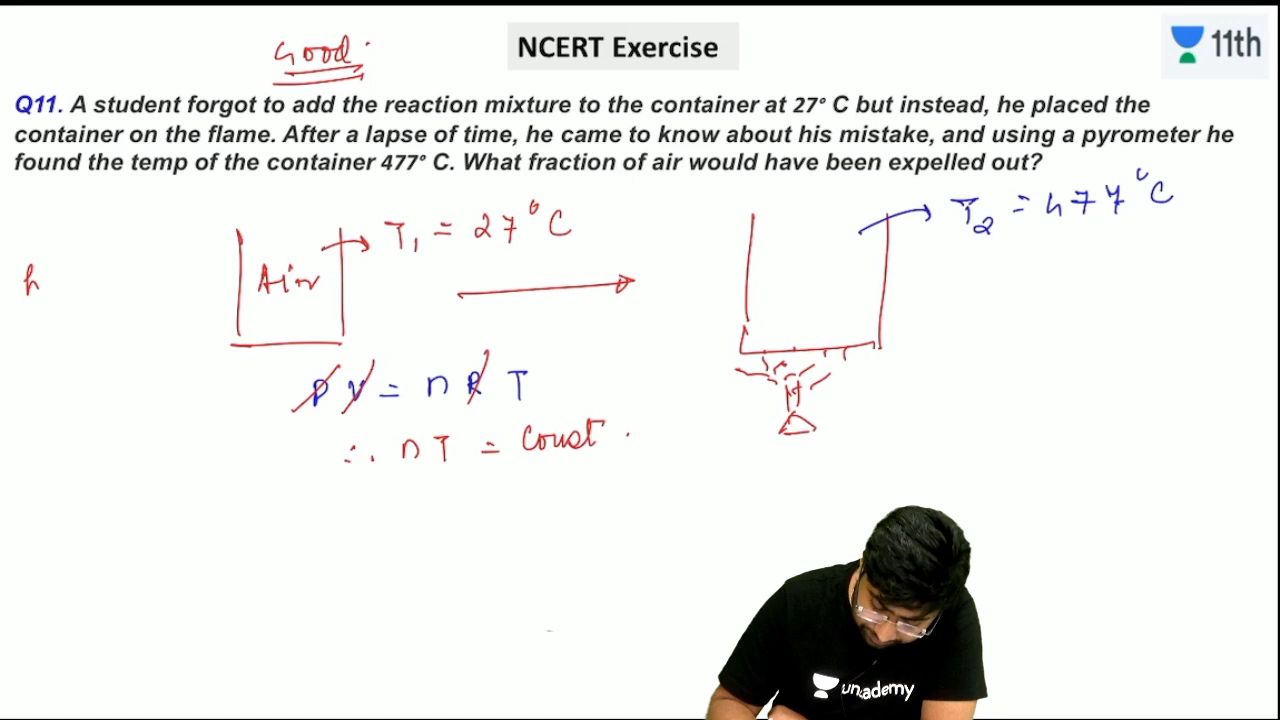 Good.
NCERT Exercise
11th
Q11. A student forgot to add the reaction mixture to the container at 27° C but instead, he placed the
container on the flame. After a lapse of time, he came to know about his mistake, and using a pyrometer he
found the temp of the container 477° C. What fraction of air would have been expelled out?
T₁ = 27°C
T₂ = 477°C
Air
h
PV = nRT
∴ nT = Const.
unacademy